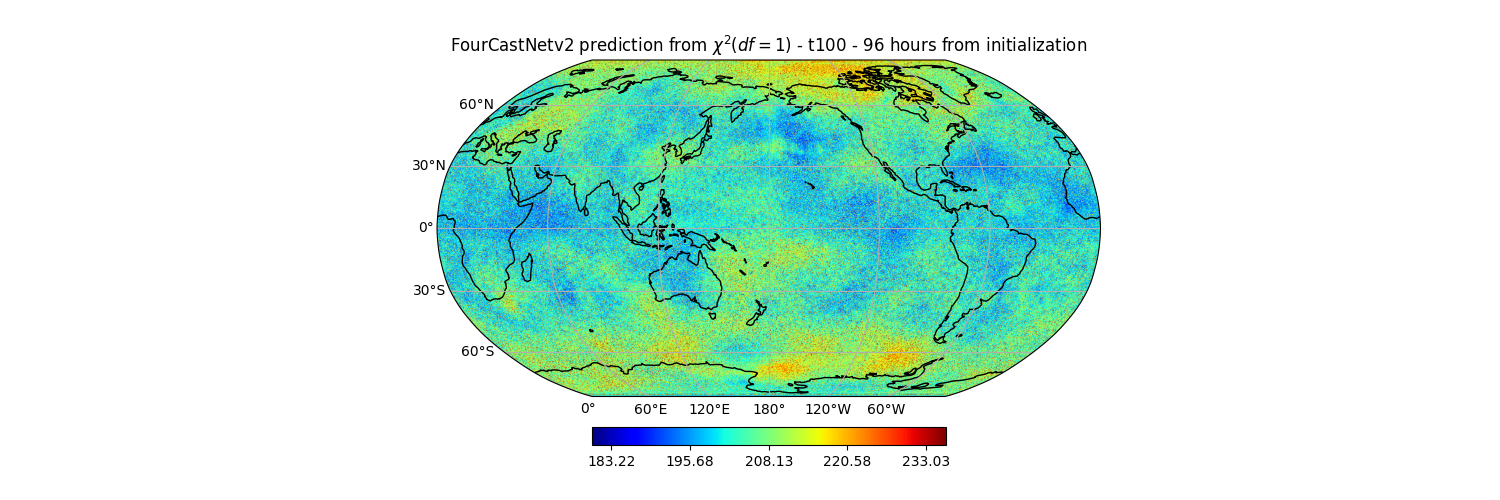 FourCastNetv2 prediction from χ²(df = 1) - t100 - 96 hours from initialization
60°N
30°N
0°
30°S
60°S
0° 60°E 120°E 180° 120°W 60°W
183.22 195.68 208.13 220.58 233.03